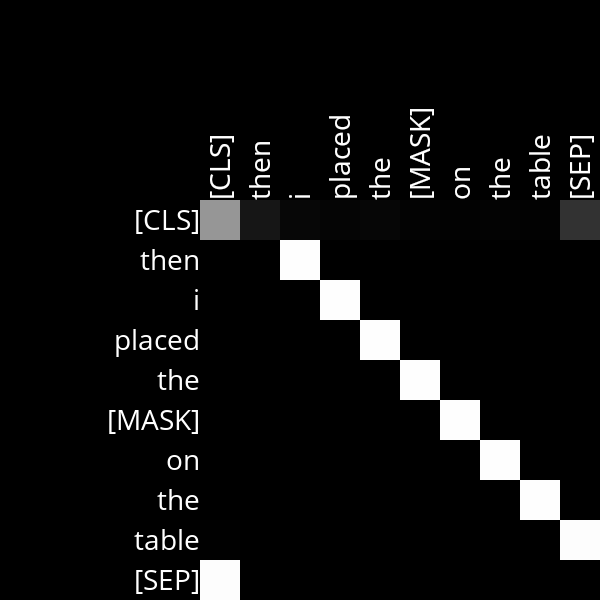 [CLS] then i placed the [MASK] on the table [SEP]
[CLS]
then
i
placed
the
[MASK]
on
the
table
[SEP]